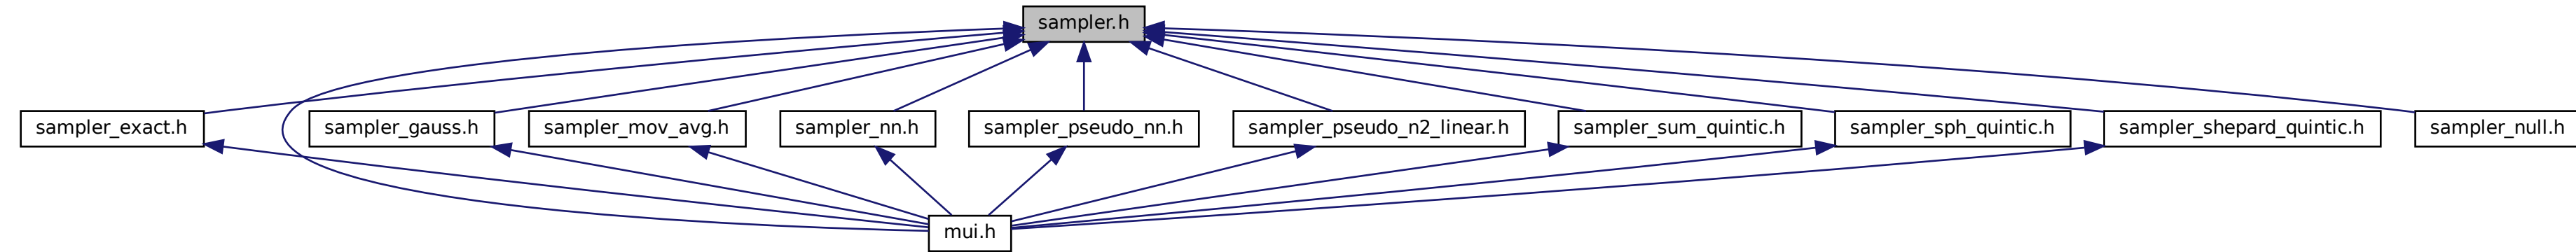 sampler.h
sampler_exact.h
sampler_gauss.h
sampler_mov_avg.h
sampler_nn.h
sampler_pseudo_nn.h
sampler_pseudo_n2_linear.h
sampler_sum_quintic.h
sampler_sph_quintic.h
sampler_shepard_quintic.h
sampler_null.h
mui.h